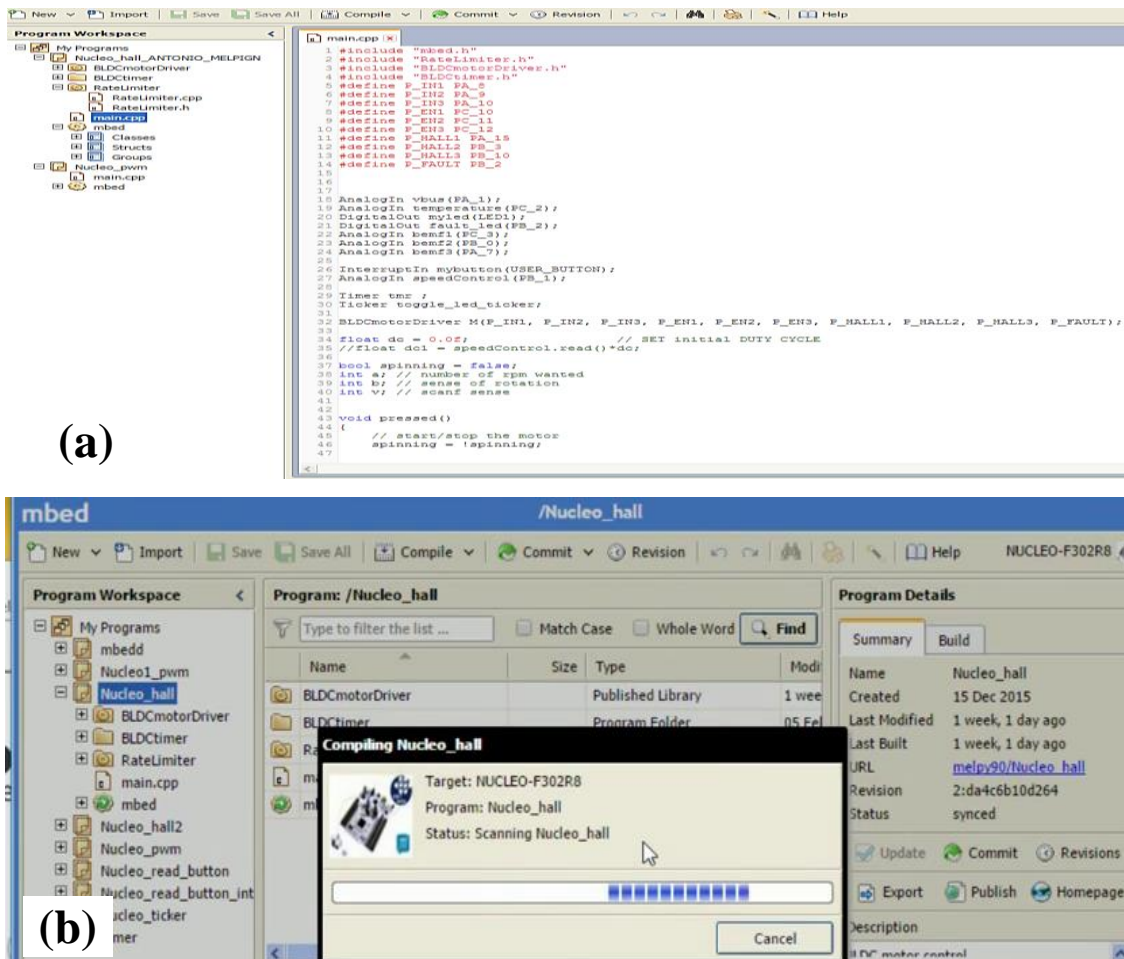 New Import Save Save All Compile Commit Revision Help
Program Workspace <
My Programs
Nucleo_hall_ANTONIO_MELPIGN
BLDCmotorDriver
BLDCtimer
RateLimiter
RateLimiter.cpp
RateLimiter.h
main.cpp
mbed
Classes
Structs
Groups
Nucleo_pwm
main.cpp
mbed
main.cpp
1 #include "mbed.h"
2 #include "RateLimiter.h"
3 #include "BLDCmotorDriver.h"
4 #include "BLDCtimer.h"
5 #define P_IN1 PA_8
6 #define P_IN2 PA_9
7 #define P_IN3 PA_10
8 #define P_EN1 PC_10
9 #define P_EN2 PC_11
10 #define P_EN3 PC_12
11 #define P_HALL1 PA_15
12 #define P_HALL2 PB_3
13 #define P_HALL3 PB_10
14 #define P_FAULT PB_2
15
16
17
18 AnalogIn vbus(PA_1);
19 AnalogIn temperature(PC_2);
20 DigitalOut myled(LED1);
21 DigitalOut fault_led(PB_2);
22 AnalogIn bemf1(PC_3);
23 AnalogIn bemf2(PB_0);
24 AnalogIn bemf3(PA_7);
25
26 InterruptIn mybutton(USER_BUTTON);
27 AnalogIn speedControl(PB_1);
28
29 Timer tmr ;
30 Ticker toggle_led_ticker;
31
32 BLDCmotorDriver M(P_IN1, P_IN2, P_IN3, P_EN1, P_EN2, P_EN3, P_HALL1, P_HALL2, P_HALL3, P_FAULT);
33
34 float dc = 0.0f; // SET initial DUTY CYCLE
35 //float dc1 = speedControl.read()*dc;
36
37 bool spinning = false;
38 int a; // number of rpm wanted
39 int b; // sense of rotation
40 int v; // scanf sense
41
42
43 void pressed()
44 {
45 // start/stop the motor
46 spinning = !spinning;
47
(a)
mbed /Nucleo_hall
New Import Save Save All Compile Commit Revision Help NUCLEO-F302R8
Program Workspace <
My Programs
mbedd
Nucleo1_pwm
Nucleo_hall
BLDCmotorDriver
BLDCtimer
RateLimiter
main.cpp
mbed
Nucleo_hall2
Nucleo_pwm
Nucleo_read_button
Nucleo_read_button_int
ucleo_ticker
mer
Program: /Nucleo_hall
Type to filter the list ... Match Case Whole Word Find
Name Size Type Modi
BLDCmotorDriver Published Library 1 wee
BLDCtimer Program Folder 05 Fel
Ra
m
ml
Compiling Nucleo_hall
Target: NUCLEO-F302R8
Program: Nucleo_hall
Status: Scanning Nucleo_hall
Cancel
Program Details
Summary Build
Name Nucleo_hall
Created 15 Dec 2015
Last Modified 1 week, 1 day ago
Last Built 1 week, 1 day ago
URL melpy90/Nucleo_hall
Revision 2:da4c6b10d264
Status synced
Update Commit Revisions
Export Publish Homepage
Description
BLDC motor control
(b)